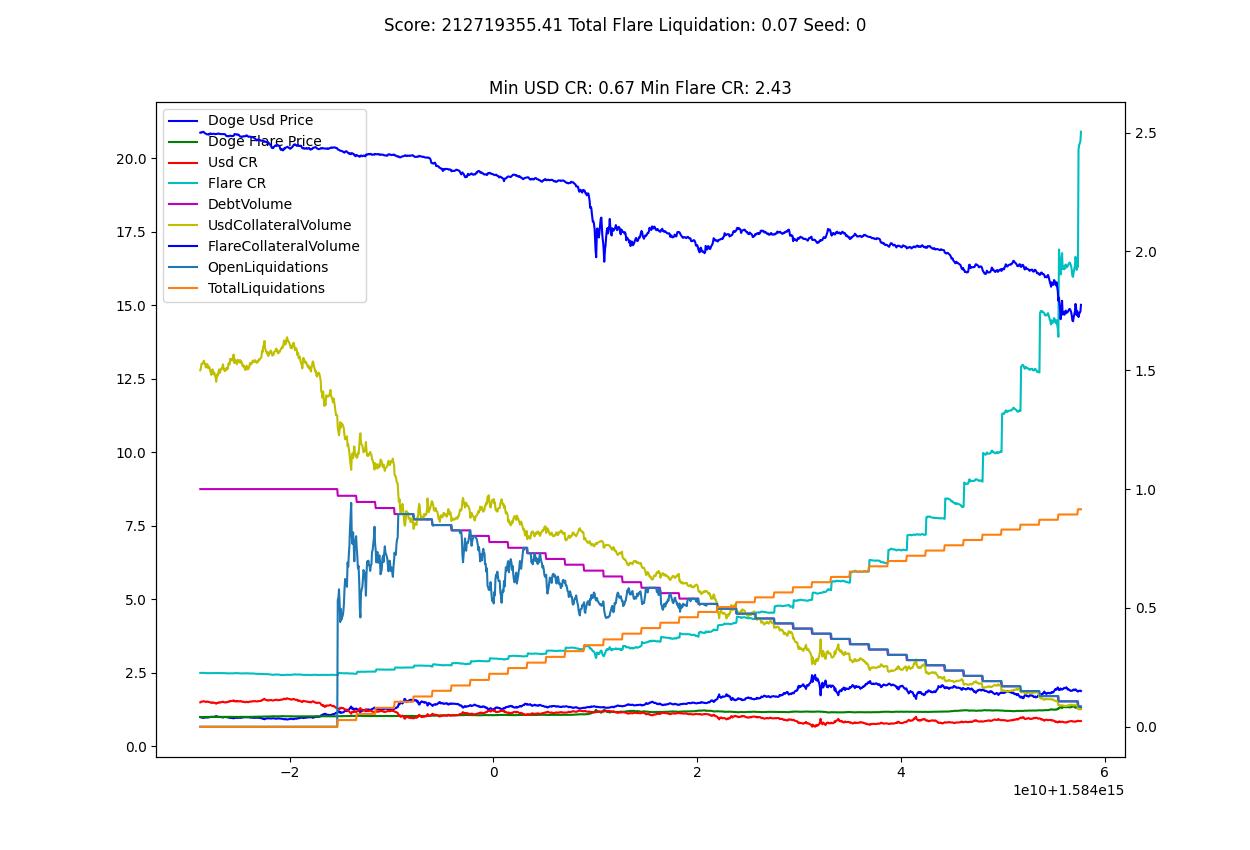 Score: 212719355.41 Total Flare Liquidation: 0.07 Seed: 0
Min USD CR: 0.67 Min Flare CR: 2.43
Doge Usd Price
Doge Flare Price
Usd CR
Flare CR
DebtVolume
UsdCollateralVolume
FlareCollateralVolume
OpenLiquidations
TotalLiquidations
20.0
17.5
15.0
12.5
10.0
7.5
5.0
2.5
0.0
2.5
2.0
1.5
1.0
0.5
0.0
−2 0 2 4 6
1e10+1.584e15